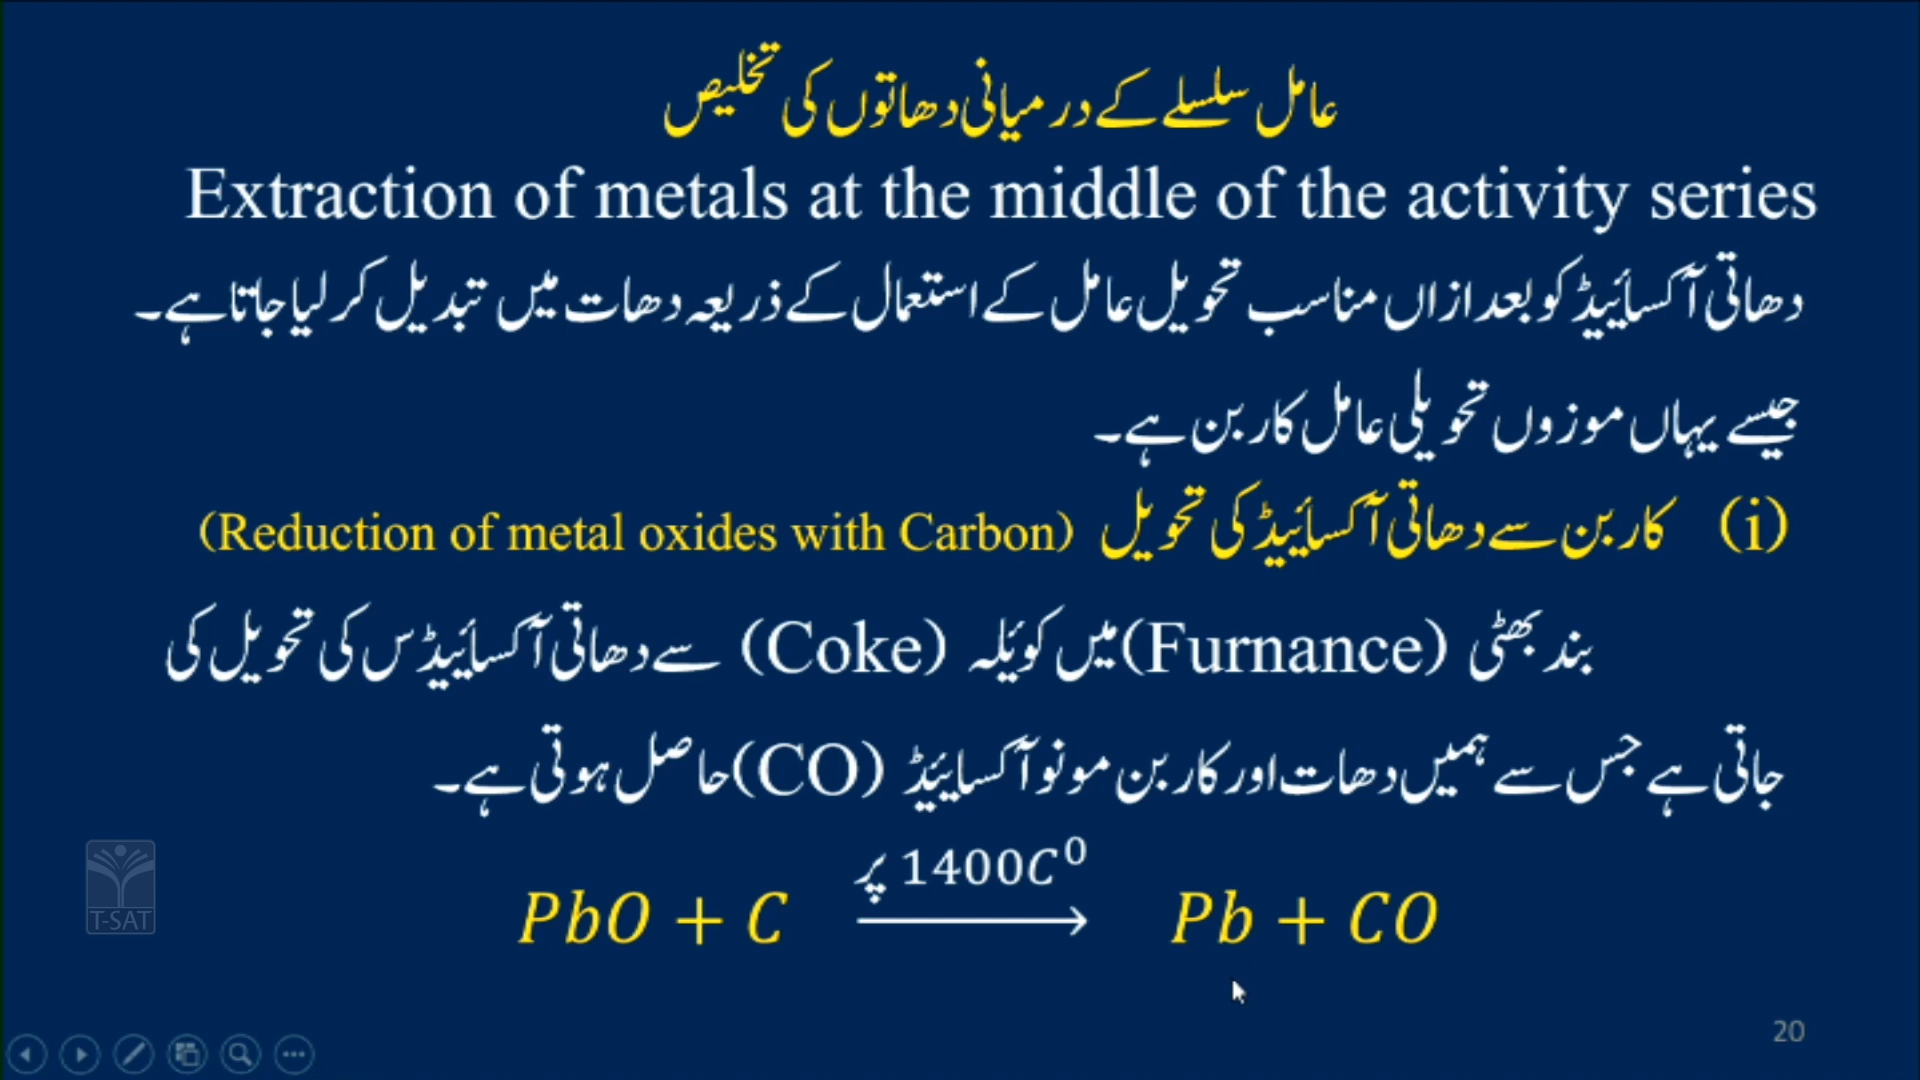 عامل سلسلے کے درمیانی دھاتوں کی تخلیص
Extraction of metals at the middle of the activity series
دھاتی آکسائیڈ کو بعد ازاں مناسب تحویل عامل کے استعمال کے ذریعہ دھات میں تبدیل کر لیا جاتا ہے۔
جیسے یہاں موزوں تحویلی عامل کاربن ہے۔
(i) کاربن سے دھاتی آکسائیڈ کی تحویل (Reduction of metal oxides with Carbon)
بند بھٹی (Furnance) میں کوئلہ (Coke) سے دھاتی آکسائیڈس کی تحویل کی
جاتی ہے جس سے ہمیں دھات اور کاربن مونو آکسائیڈ (CO) حاصل ہوتی ہے۔
پر 1400C⁰
PbO + C ⟶ Pb + CO
T-SAT
20